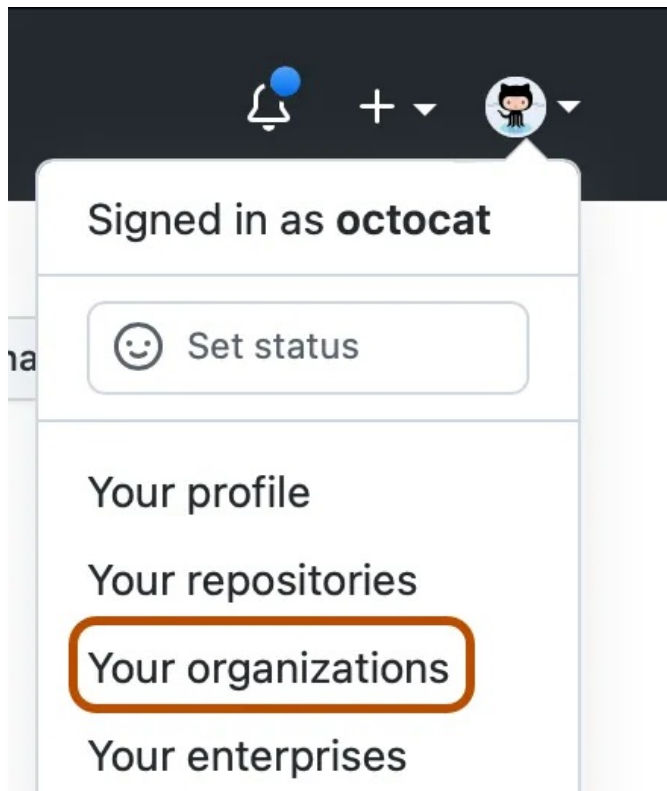 Signed in as octocat
Set status
Your profile
Your repositories
Your organizations
Your enterprises